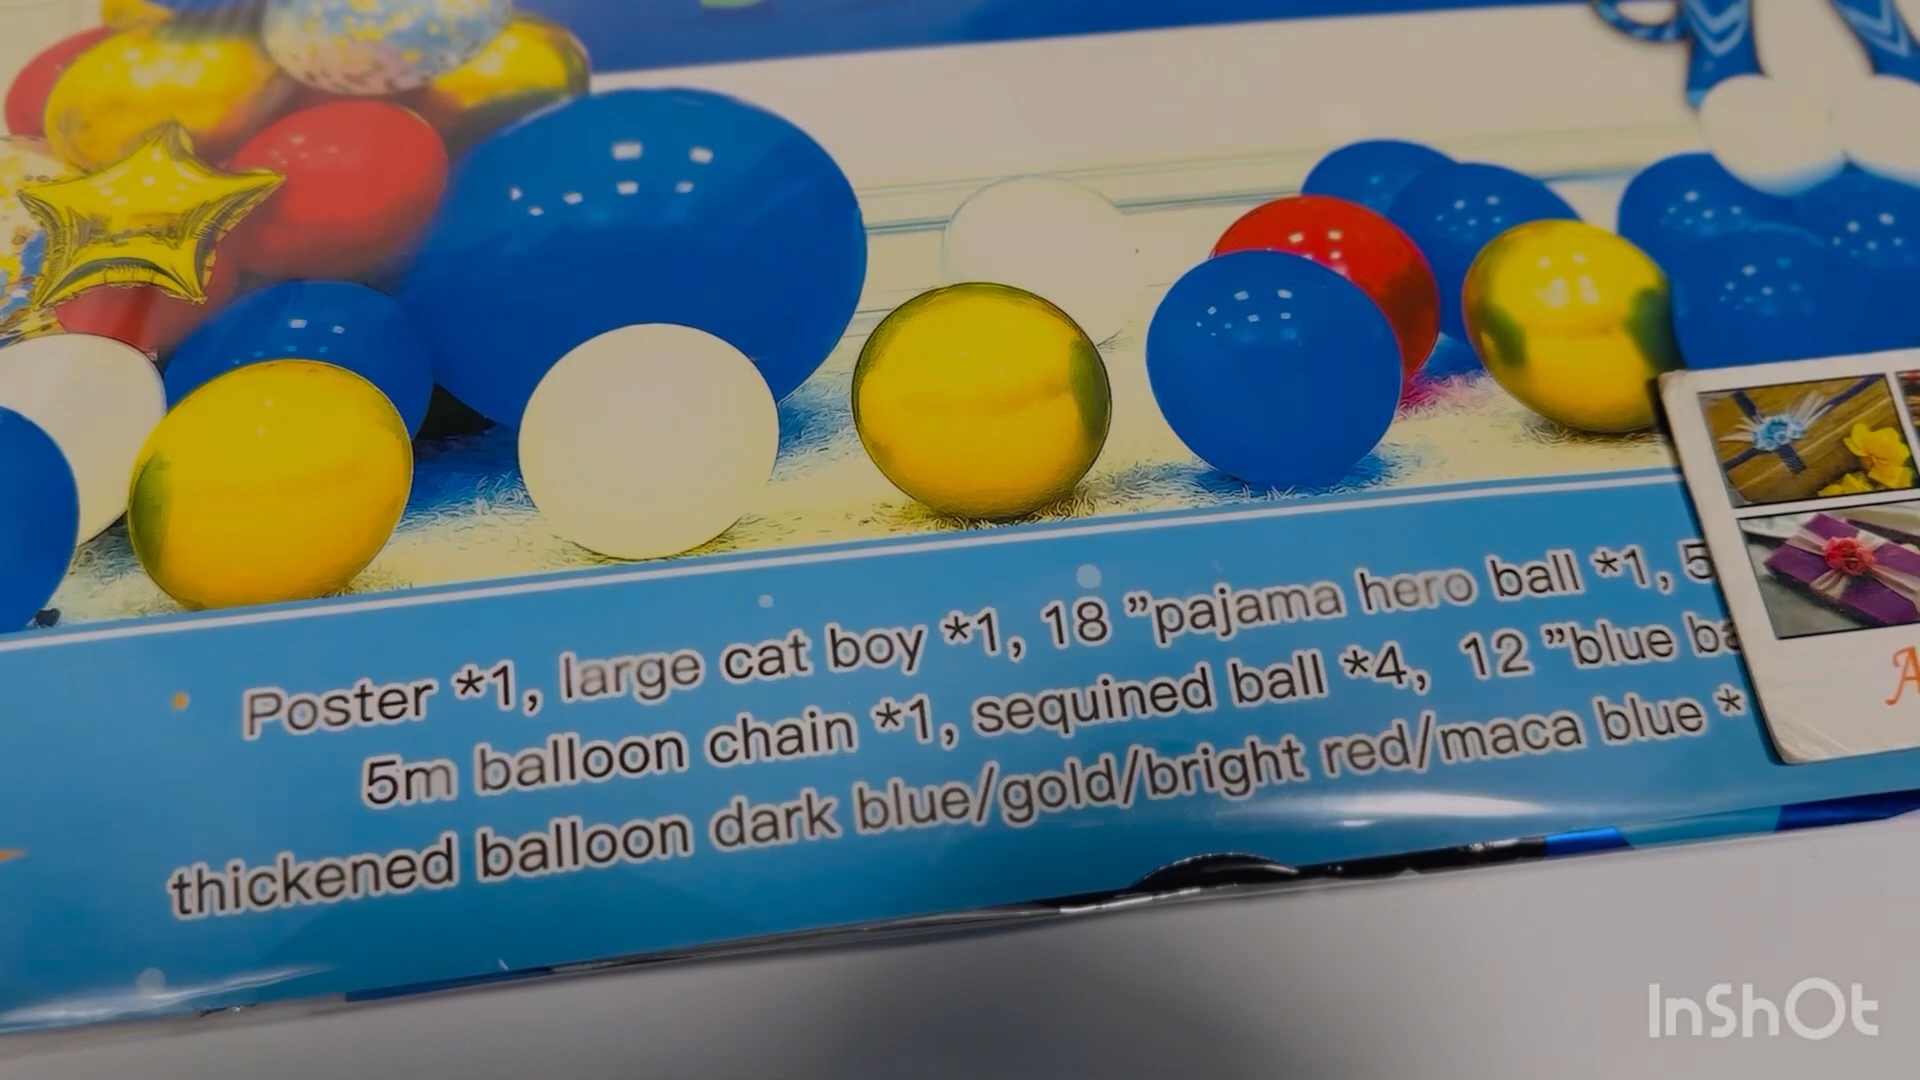 Poster *1, large cat boy *1, 18 ”pajama hero ball *1, 5
5m balloon chain *1, sequined ball *4, 12 ”blue ba
thickened balloon dark blue/gold/bright red/maca blue *
A
InShOt